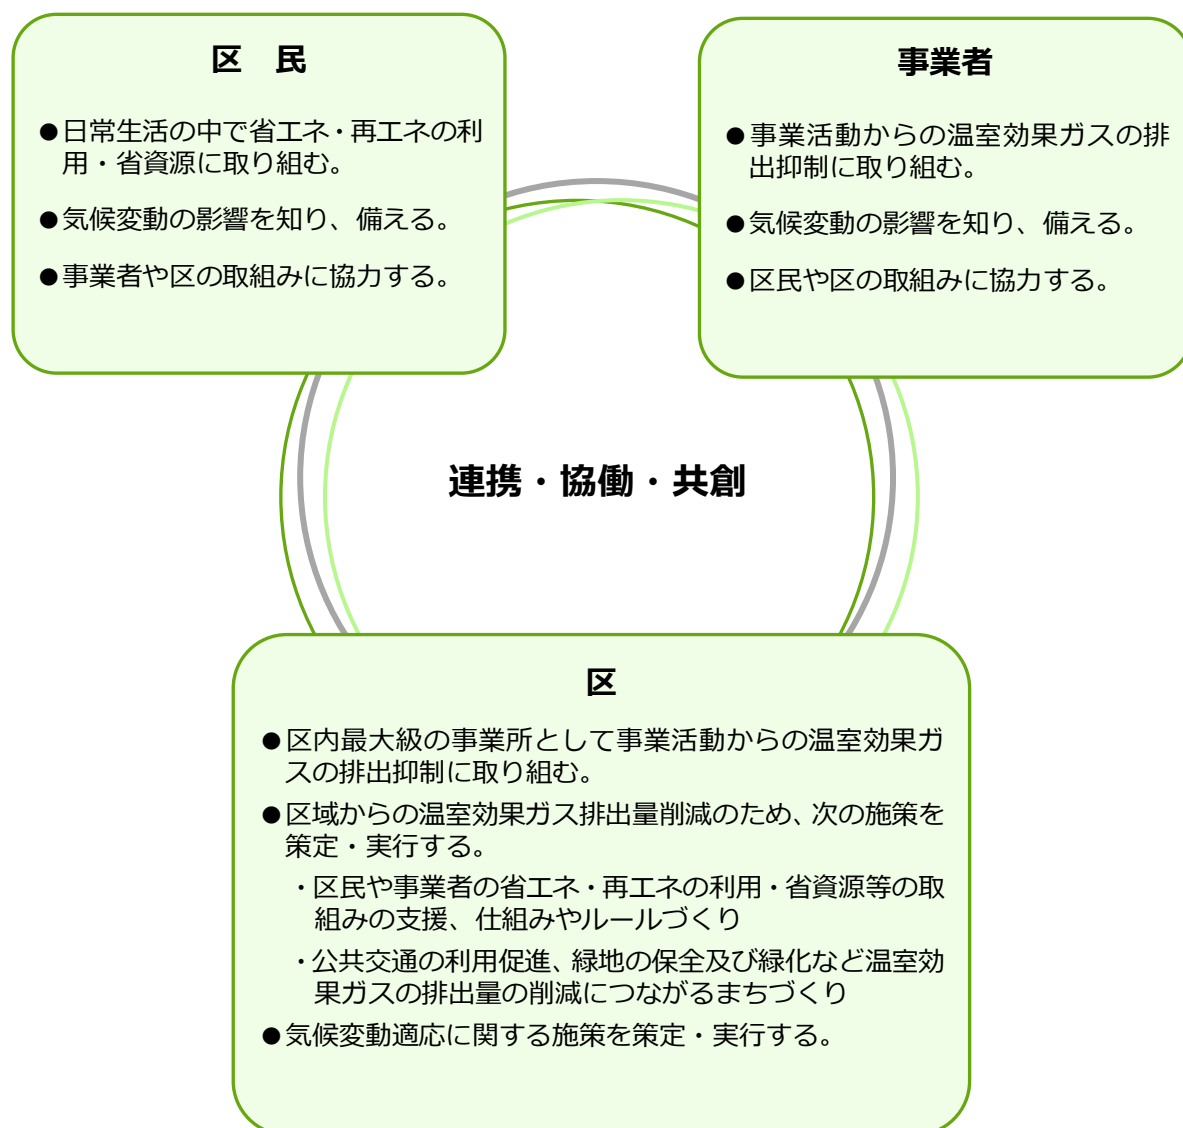 区　民
●日常生活の中で省エネ・再エネの利
用・省資源に取り組む。
●気候変動の影響を知り、備える。
●事業者や区の取組みに協力する。
事業者
●事業活動からの温室効果ガスの排
出抑制に取り組む。
●気候変動の影響を知り、備える。
●区民や区の取組みに協力する。
連携・協働・共創
区
●区内最大級の事業所として事業活動からの温室効果ガ
スの排出抑制に取り組む。
●区域からの温室効果ガス排出量削減のため、次の施策を
策定・実行する。
・区民や事業者の省エネ・再エネの利用・省資源等の取
組みの支援、仕組みやルールづくり
・公共交通の利用促進、緑地の保全及び緑化など温室効
果ガスの排出量の削減につながるまちづくり
●気候変動適応に関する施策を策定・実行する。